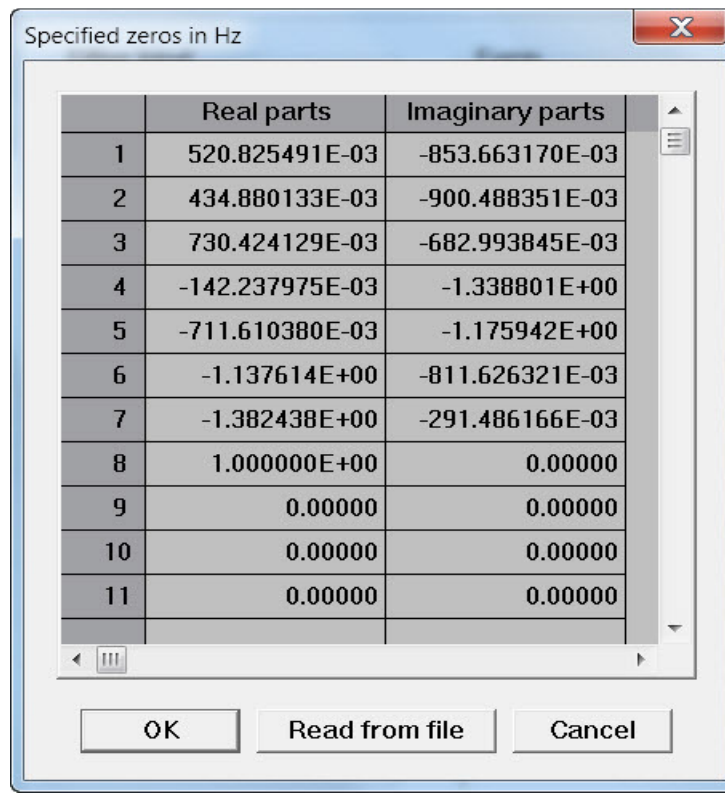 Specified zeros in Hz
Real parts Imaginary parts
1 520.825491E-03 -853.663170E-03
2 434.880133E-03 -900.488351E-03
3 730.424129E-03 -682.993845E-03
4 -142.237975E-03 -1.338801E+00
5 -711.610380E-03 -1.175942E+00
6 -1.137614E+00 -811.626321E-03
7 -1.382438E+00 -291.486166E-03
8 1.000000E+00 0.00000
9 0.00000 0.00000
10 0.00000 0.00000
11 0.00000 0.00000
OK Read from file Cancel